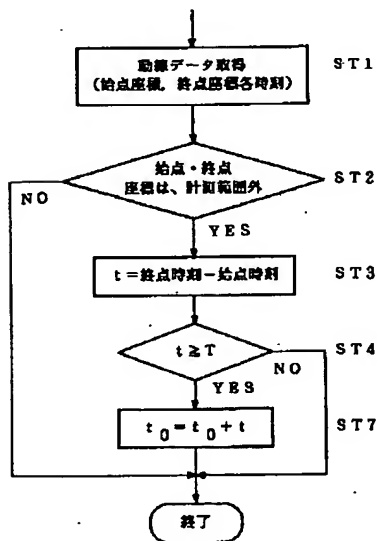 動線データ取得
(始点座標, 終点座標各時刻)
ST1
始点・終点
座標は、計測範囲外
ST2
NO
YES
t=終点時刻-始点時刻
ST3
t≧T
ST4
NO
YES
t0=t0+t
ST7
終了